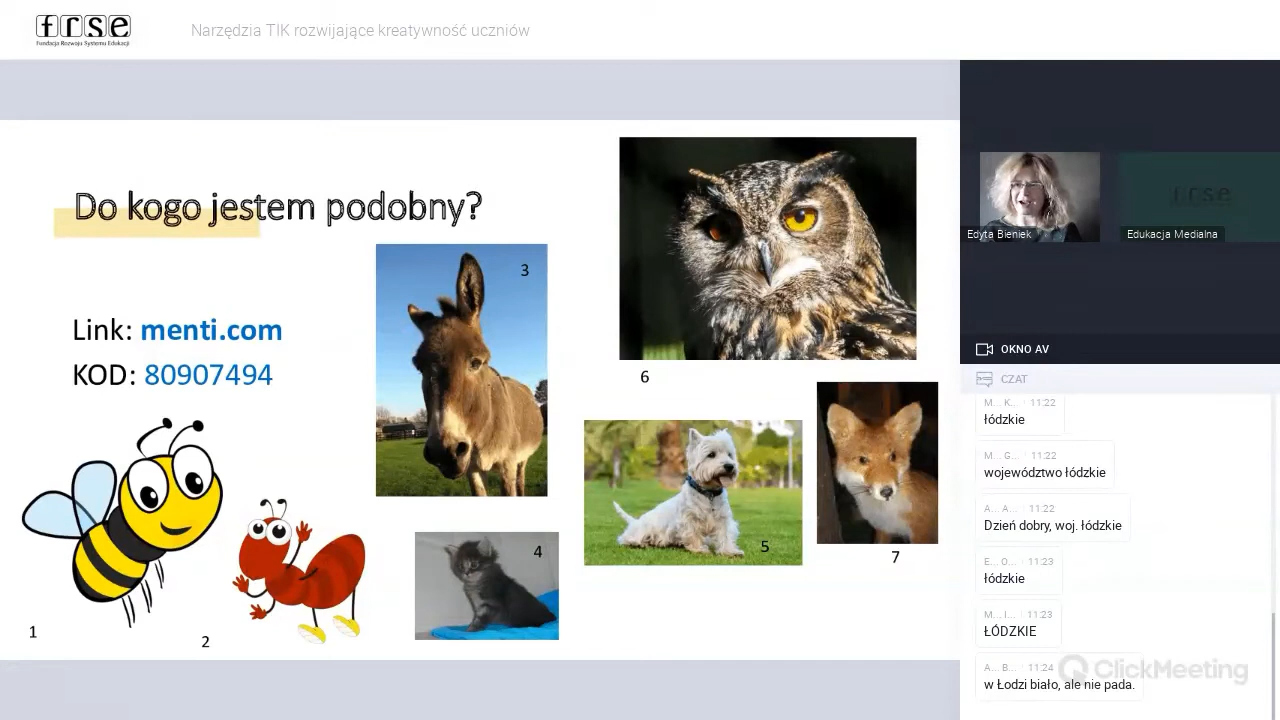 frse
Fundacja Rozwoju Systemu Edukacji
Narzędzia TIK rozwijające kreatywność uczniów
Do kogo jestem podobny?
Link: menti.com
KOD: 80907494
1
2
3
4
5
6
7
frse
Edyta Bieniek
Edukacja Medialna
OKNO AV
CZAT
M... K... 11:22
łódzkie
M... G... 11:22
województwo łódzkie
A... A... 11:22
Dzień dobry, woj. łódzkie
E... O... 11:23
łódzkie
M... I... 11:23
ŁÓDZKIE
A... B... 11:24
w Łodzi biało, ale nie pada.
ClickMeeting